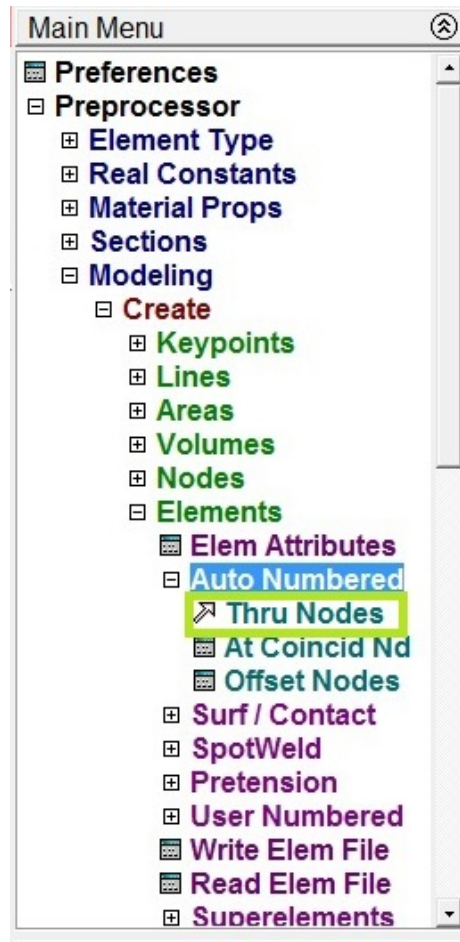 Main Menu
Preferences
Preprocessor
Element Type
Real Constants
Material Props
Sections
Modeling
Create
Keypoints
Lines
Areas
Volumes
Nodes
Elements
Elem Attributes
Auto Numbered
Thru Nodes
At Coincid Nd
Offset Nodes
Surf / Contact
SpotWeld
Pretension
User Numbered
Write Elem File
Read Elem File
Superelements